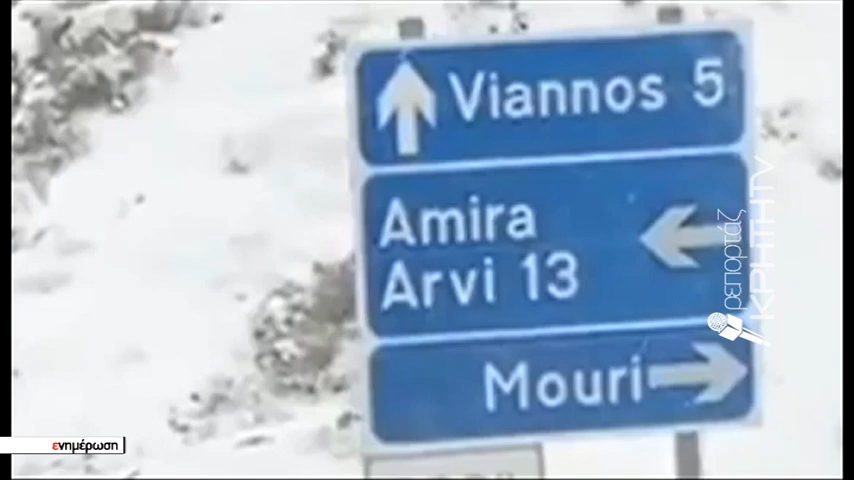 Viannos 5
Amira
Arvi 13
Mouri
ρεπορτάζ
ΚΡΗΤΗTV
ενημέρωση